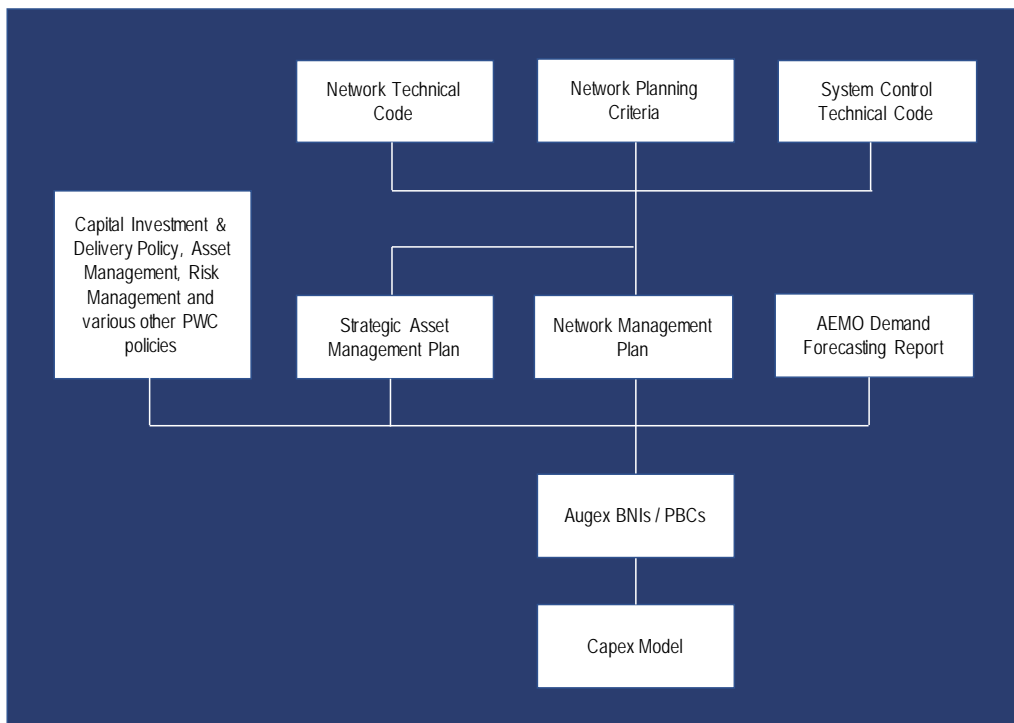 Network Technical
Code
Network Planning
Criteria
System Control
Technical Code
Capital Investment &
Delivery Policy, Asset
Management, Risk
Management and
various other PWC
policies
Strategic Asset
Management Plan
Network Management
Plan
AEMO Demand
Forecasting Report
Augex BNIs / PBCs
Capex Model